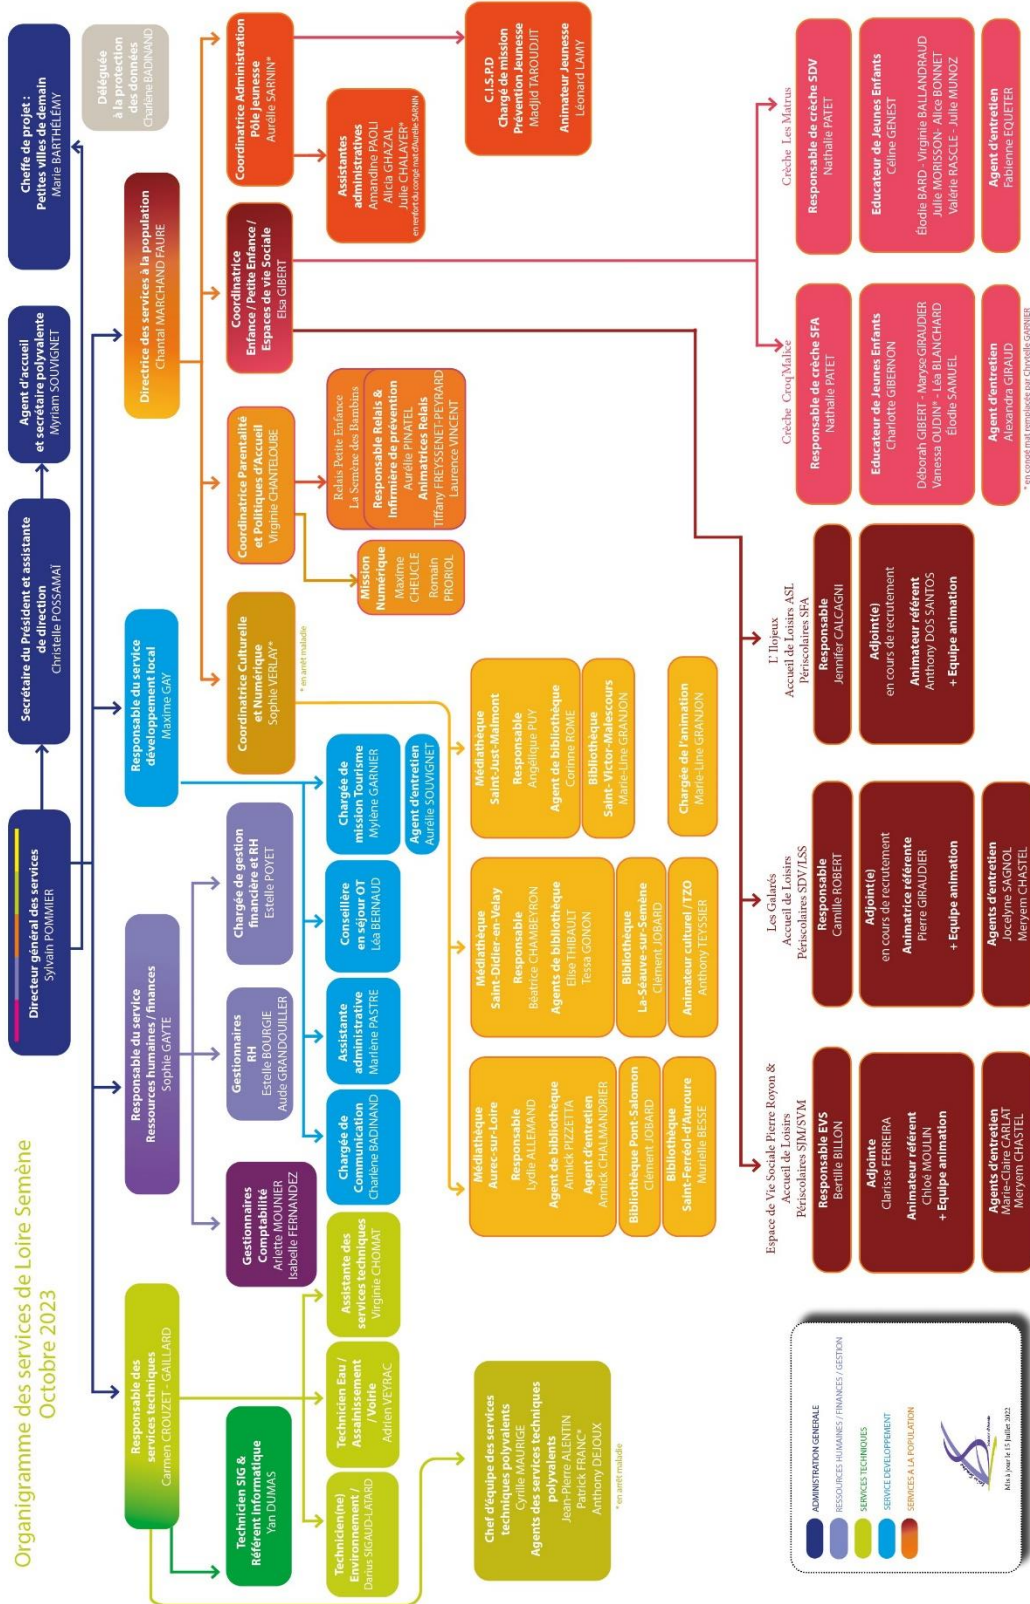 Organigramme des services de Loire Semène
Octobre 2023
Directeur général des services
Sylvain POMMIER
Secrétaire du Président et assistante
de direction
Christelle POSSAMAÏ
Agent d'accueil
et secrétaire polyvalente
Myriam SOUVIGNET
Cheffe de projet :
Petites villes de demain
Marie BARTHÉLÉMY
Déléguée
à la protection
des données
Charlène BADINAND
Responsable des
services techniques
Carmen CROUZET - GAILLARD
Responsable du service
Ressources humaines / finances
Sophie GAYTE
Responsable du service
développement local
Maxime GAY
Directrice des services à la population
Chantal MARCHAND FAURE
Technicien SIG &
Référent informatique
Yan DUMAS
Gestionnaires
Comptabilité
Arlette MOUNIER
Isabelle FERNANDEZ
Gestionnaires
RH
Estelle BOURGIE
Aude GRANDOUILLER
Chargée de gestion
financière et RH
Estelle POYET
Coordinatrice Culturelle
et Numérique
Sophie VERLAY*
* en arrêt maladie
Coordinatrice Parentalité
et Politiques d'Accueil
Virginie CHANTELOUBE
Coordinatrice
Enfance / Petite Enfance /
Espaces de vie Sociale
Elsa GIBERT
Coordinatrice Administration
Pôle Jeunesse
Aurélie SARNIN*
Technicien(ne)
Environnement /
Darius SIGAUD-LATARD
Technicien Eau /
Assainissement
/ Voirie
Adrien VEYRAC
Assistante des
services techniques
Virginie CHOMAT
Chargée de
Communication
Charlène BADINAND
Assistante
administrative
Marlène PASTRE
Conseillère
en séjour OT
Léa BERNAUD
Chargée de
mission Tourisme
Mylène GARNIER
Agent d'entretien
Aurélie SOUVIGNET
Mission
Numérique
Maxime
CHEUCLE
Romain
PRORIOL
Relais Petite Enfance
La Semène des Bambins
Responsable Relais &
Infirmière de prévention
Aurélie PINATEL
Animatrices Relais
Tiffany FREYSSENET-PEYRARD
Laurence VINCENT
Assistantes
administratives
Amandine PAOLI
Alicia GHAZAL
Julie CHALAYER*
en renfort du congé mat d'Aurélie SARNIN
C.I.S.P.D
Chargé de mission
Prévention Jeunesse
Madjid TAROUDJIT
Animateur Jeunesse
Léonard LAMY
Chef d'équipe des services
techniques polyvalents
Cyrille MAURIGE
Agents des services techniques
polyvalents
Jean-Pierre ALENTIN
Patrick FRANC*
Anthony DEJOUX
* en arrêt maladie
Médiathèque
Aurec-sur-Loire
Responsable
Lydie ALLEMAND
Agent de bibliothèque
Annick PIZZETTA
Agent d'entretien
Annick CHALMANDRIER
Bibliothèque Pont-Salomon
Clément JOBARD
Bibliothèque
Saint-Ferréol-d'Auroure
Murielle BESSE
Médiathèque
Saint-Didier-en-Velay
Responsable
Béatrice CHAMBEYRON
Agents de bibliothèque
Elise THIBAULT
Tessa GONON
Bibliothèque
La-Séauve-sur-Semène
Clément JOBARD
Animateur culturel / TZO
Anthony TEYSSIER
Médiathèque
Saint-Just-Malmont
Responsable
Angélique PUY
Agent de bibliothèque
Corinne ROME
Bibliothèque
Saint- Victor-Malescours
Marie-Line GRANJON
Chargée de l'animation
Marie-Line GRANJON
Espace de Vie Sociale Pierre Royon &
Accueil de Loisirs
Périscolaires SJM/SVM
Responsable EVS
Bertille BILLON
Adjointe
Clarisse FERREIRA
Animateur référent
Chloé MOULIN
+ Equipe animation
Agents d'entretien
Marie-Claire CARLAT
Meryem CHASTEL
Les Galarés
Accueil de Loisirs
Périscolaires SDV/LSS
Responsable
Camille ROBERT
Adjoint(e)
en cours de recrutement
Animatrice référente
Pierre GIRAUDIER
+ Equipe animation
Agents d'entretien
Jocelyne SAGNOL
Meryem CHASTEL
L' Ilojeux
Accueil de Loisirs ASL
Périscolaires SFA
Responsable
Jennifer CALCAGNI
Adjoint(e)
en cours de recrutement
Animateur référent
Anthony DOS SANTOS
+ Equipe animation
Crèche Croq'Malice
Responsable de crèche SFA
Nathalie PATET
Educateur de Jeunes Enfants
Charlotte GIBERNON
Déborah GIBERT - Maryse GIRAUDIER
Vanessa OUDIN* - Léa BLANCHARD
Élodie SAMUEL
Agent d'entretien
Alexandra GIRAUD
* en congé mat remplacée par Chrytelle GARNIER
Crèche Les Matrus
Responsable de crèche SDV
Nathalie PATET
Educateur de Jeunes Enfants
Céline GENEST
Élodie BARD - Virginie BALLANDRAUD
Julie MORISSON- Alice BONNET
Valérie RASCLE - Julie MUNOZ
Agent d'entretien
Fabienne EQUETER
ADMINISTRATION GENERALE
RESSOURCES HUMAINES / FINANCES / GESTION
SERVICES TECHNIQUES
SERVICE DEVELOPPEMENT
SERVICES A LA POPULATION
Mis à jour le 15 Juillet 2022